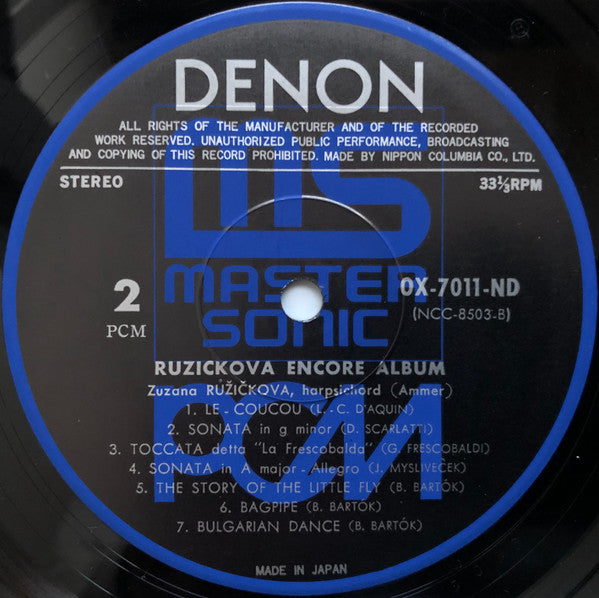 DENON
ALL RIGHTS OF THE MANUFACTURER AND OF THE RECORDED
WORK RESERVED. UNAUTHORIZED PUBLIC PERFORMANCE, BROADCASTING
AND COPYING OF THIS RECORD PROHIBITED. MADE BY NIPPON COLUMBIA CO., LTD.
STEREO
33⅓RPM
MS
MASTER
SONIC
PCM
2
PCM
OX-7011-ND
(NCC-8503-B)
RUZICKOVA ENCORE ALBUM
Zuzana RŮŽIČKOVA, harpsichord (Ammer)
1. LE-COUCOU (L.-C. D'AQUIN)
2. SONATA in g minor (D. SCARLATTI)
3. TOCCATA detta "La Frescobalda" (G. FRESCOBALDI)
4. SONATA in A major-Allegro (J. MYSLIVEČEK)
5. THE STORY OF THE LITTLE FLY (B. BARTÓK)
6. BAGPIPE (B. BARTÓK)
7. BULGARIAN DANCE (B. BARTÓK)
MADE IN JAPAN